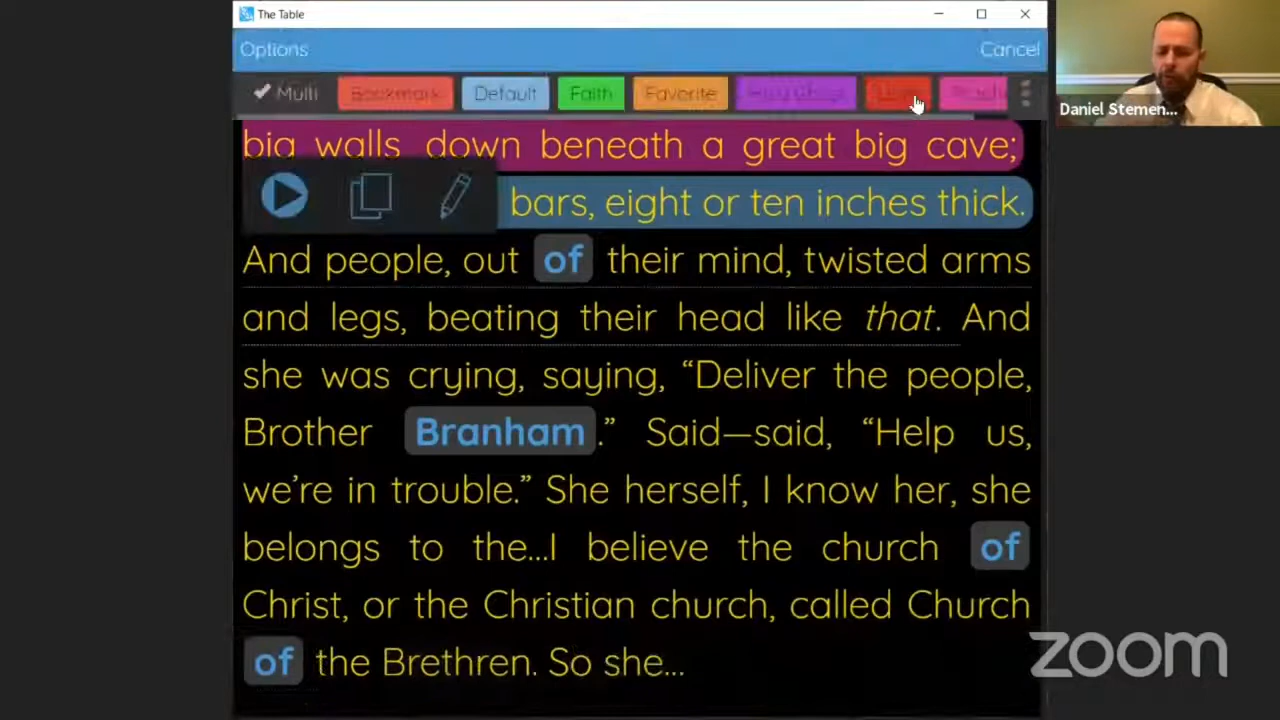 The Table
Options Cancel
Multi Bookmark Default Faith Favorite Holy Ghost
Daniel Stemen...
big walls down beneath a great big cave;
bars, eight or ten inches thick.
And people, out of their mind, twisted arms
and legs, beating their head like that. And
she was crying, saying, “Deliver the people,
Brother Branham.” Said—said, “Help us,
we’re in trouble.” She herself, I know her, she
belongs to the...I believe the church of
Christ, or the Christian church, called Church
of the Brethren. So she...
zoom